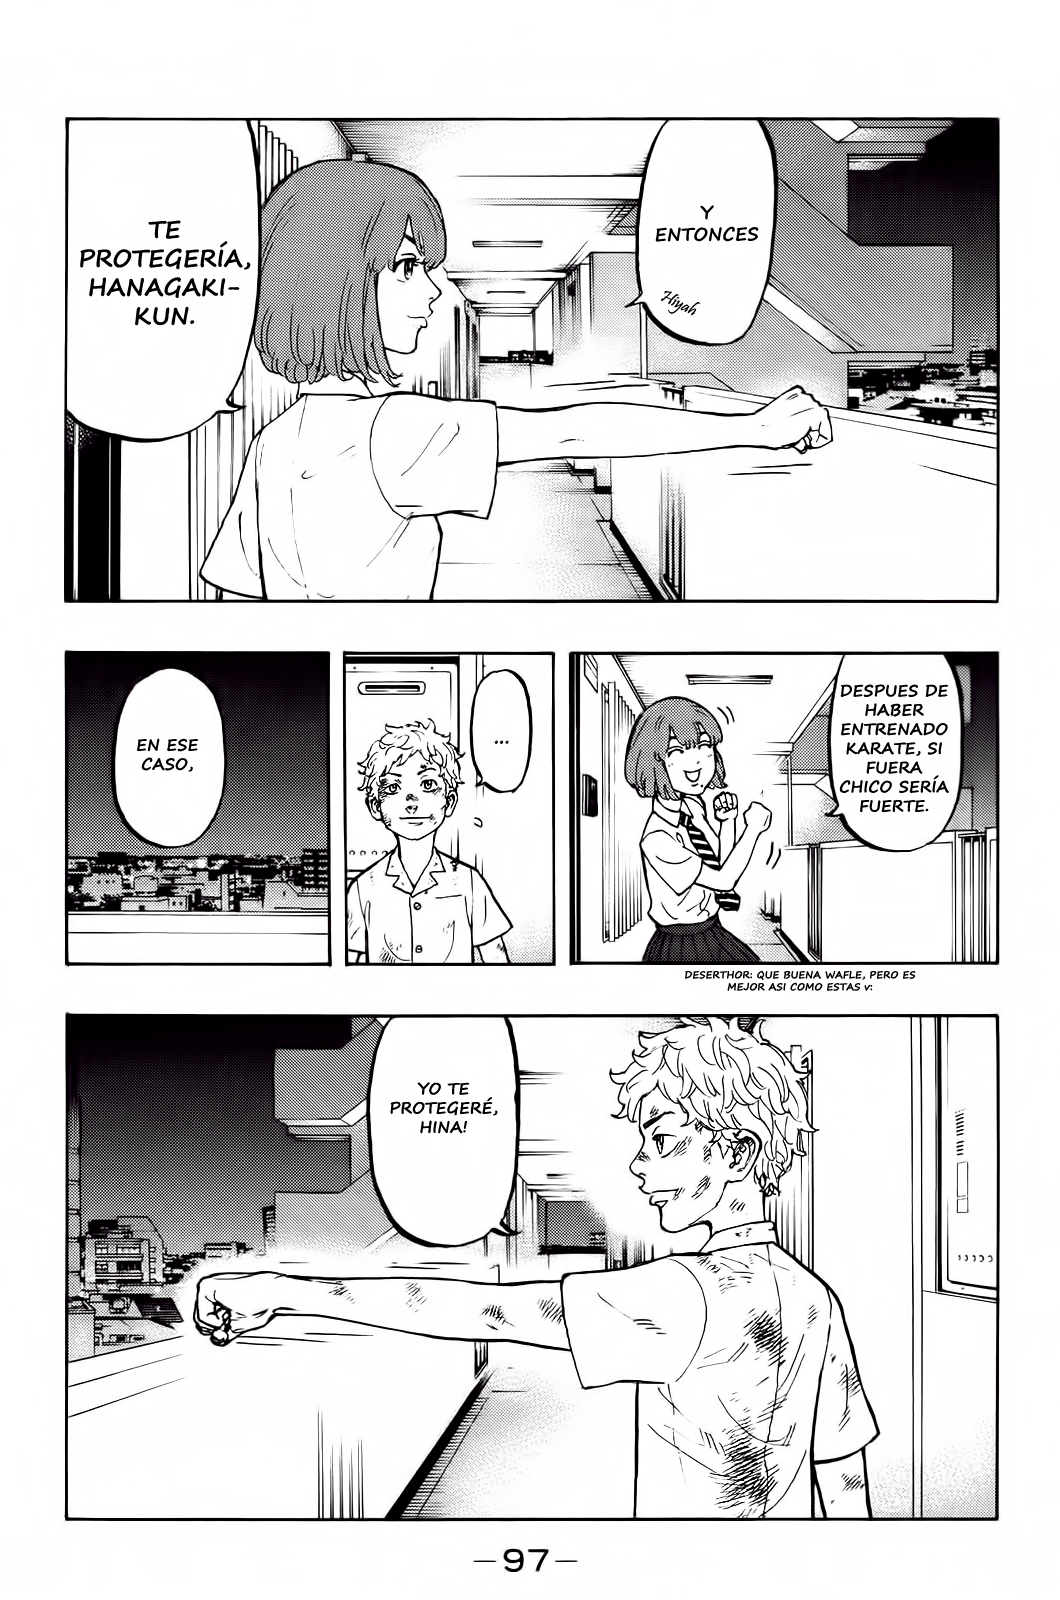 Y
ENTONCES
Hiyah
TE
PROTEGERÍA,
HANAGAKI-
KUN.
DESPUES DE
HABER
ENTRENADO
KARATE, SI
FUERA
CHICO SERÍA
FUERTE.
DESERTHOR: QUE BUENA WAFLE, PERO ES
MEJOR ASI COMO ESTAS v:
...
EN ESE
CASO,
YO TE
PROTEGERÉ,
HINA!
—97—